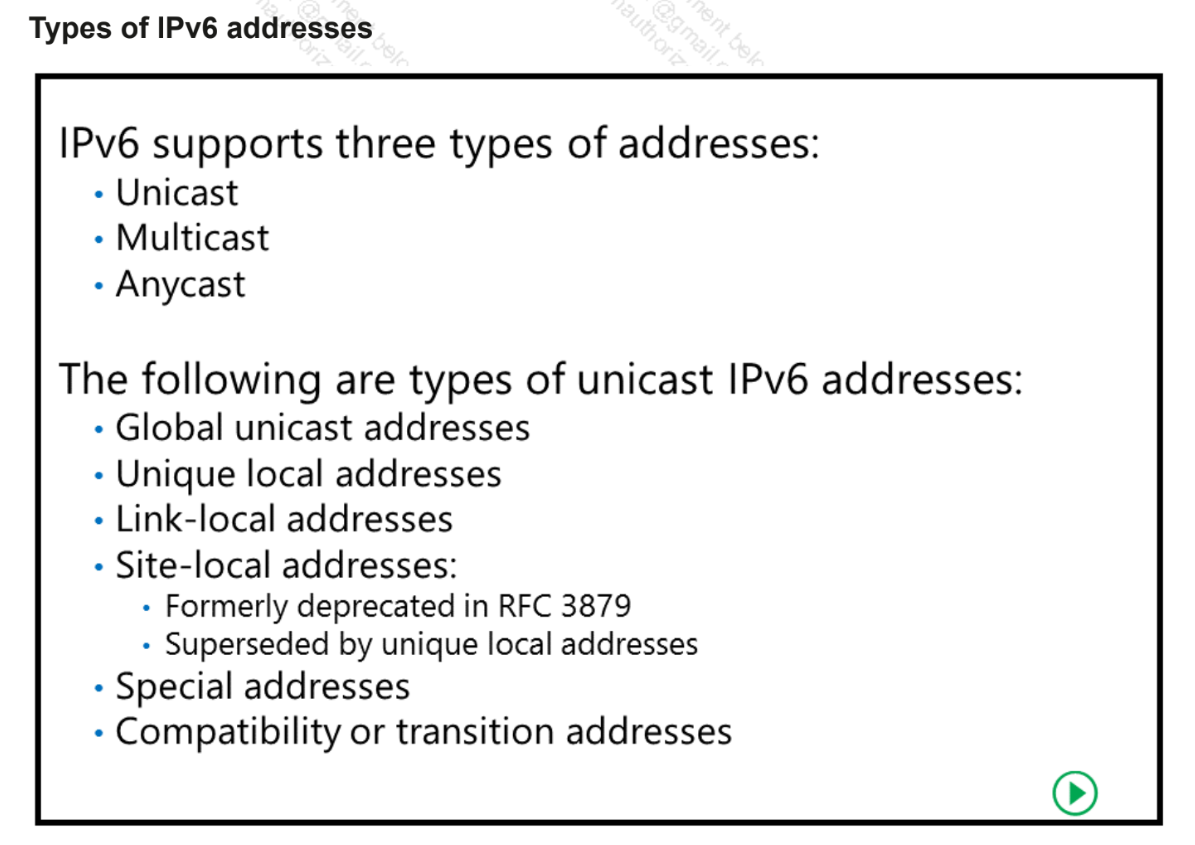 Types of IPv6 addresses
IPv6 supports three types of addresses:
• Unicast
• Multicast
• Anycast
The following are types of unicast IPv6 addresses:
• Global unicast addresses
• Unique local addresses
• Link-local addresses
• Site-local addresses:
• Formerly deprecated in RFC 3879
• Superseded by unique local addresses
• Special addresses
• Compatibility or transition addresses